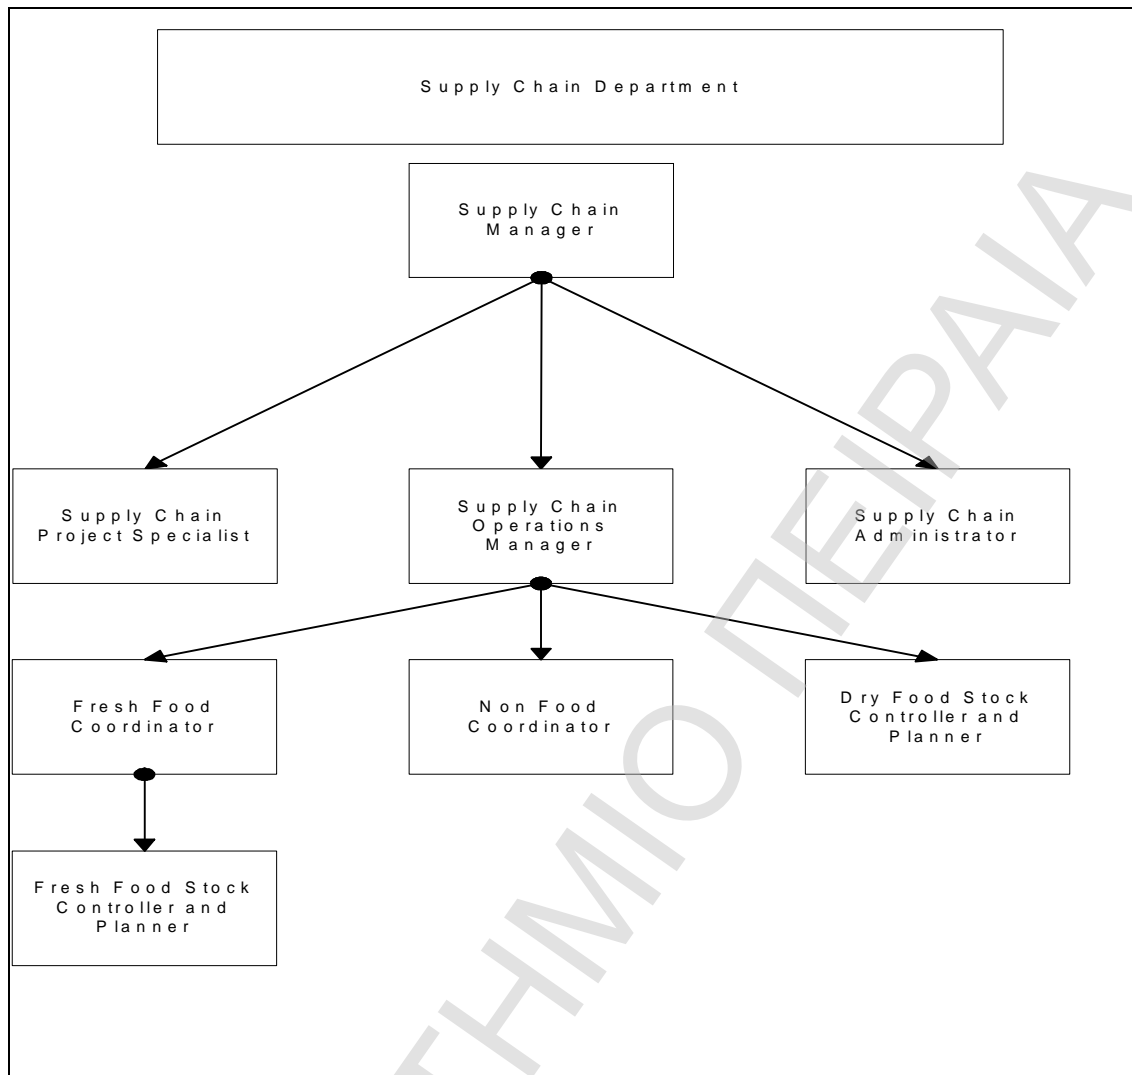 Supply Chain Department
Supply Chain
Manager
Supply Chain
Project Specialist
Supply Chain
Operations
Manager
Supply Chain
Administrator
Fresh Food
Coordinator
Non Food
Coordinator
Dry Food Stock
Controller and
Planner
Fresh Food Stock
Controller and
Planner
ΤΗΜΙΟ ΠΕΙΡΑΙΑ